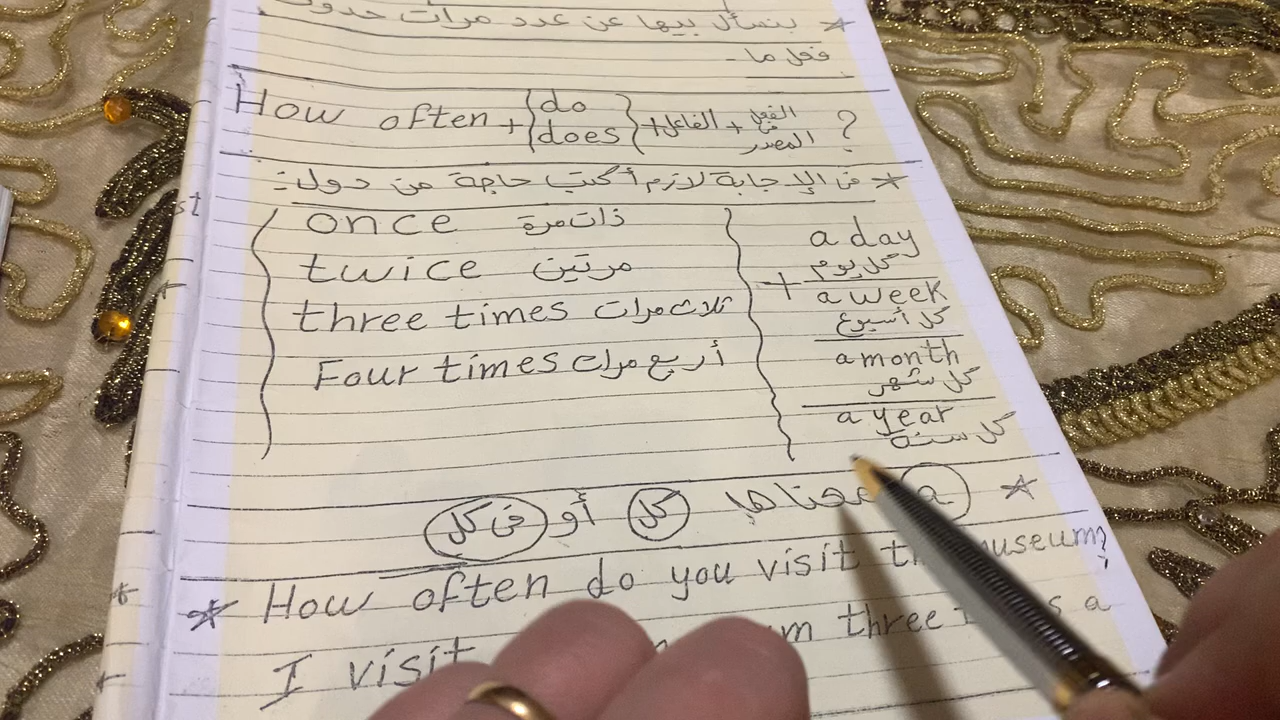 * بنسأل بيها عن عدد مرات حدوث
فعل ما -
How often + {do does} + الفاعل + الفعل في المصدر ?
* فى الإجابة لازم أكتب حاجة من دول :
once ذات مرة
twice مرتين
three times ثلاث مرات
Four times أربع مرات
+ a day
كل يوم
a week
كل أسبوع
a month
كل شهر
a year
كل سنة
* a معناها كل أو فى كل
* How often do you visit museum?
I visit three a